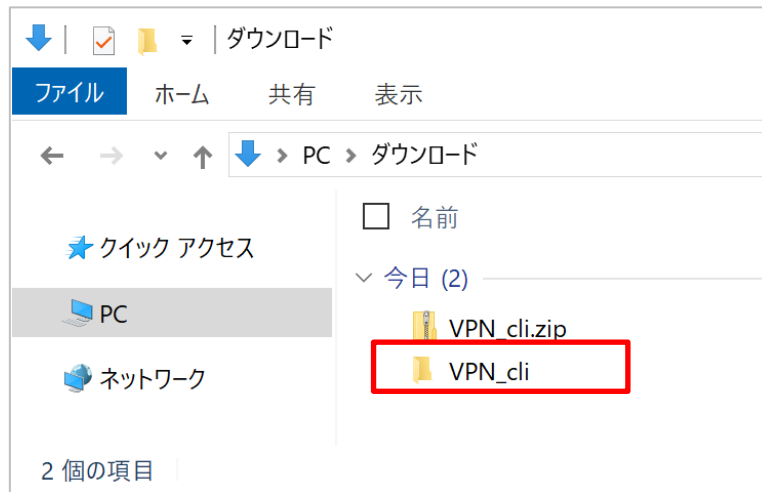 ダウンロード
ファイル ホーム 共有 表示
PC ダウンロード
名前
クイック アクセス
今日 (2)
PC
VPN_cli.zip
VPN_cli
ネットワーク
2 個の項目